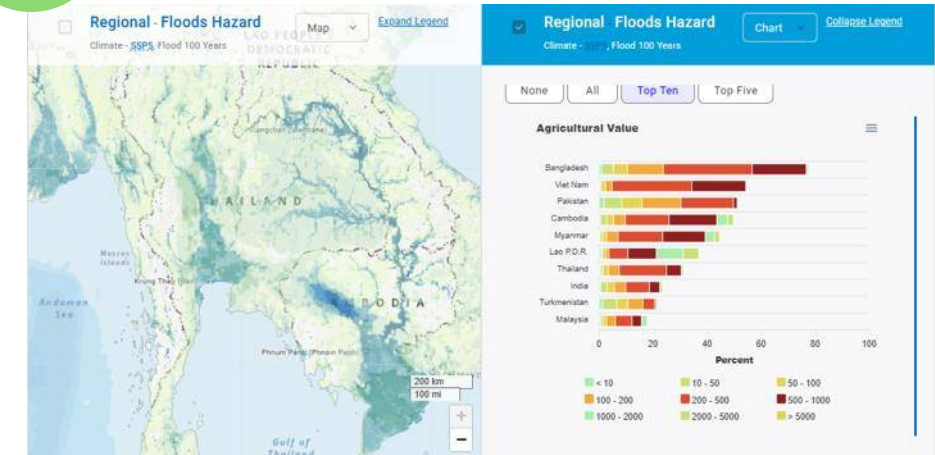 Regional - Floods Hazard
Climate - SSP5, Flood 100 Years
Map
Expand Legend
LAO PEOPLE'S
DEMOCRATIC
REPUBLIC
THAILAND
Krung Thep
CAMBODIA
Andaman
Sea
Gulf of
Thailand
200 km
100 mi
+
−
Regional - Floods Hazard
Climate - SSP5, Flood 100 Years
Chart
Collapse Legend
None
All
Top Ten
Top Five
Agricultural Value
Bangladesh
Viet Nam
Pakistan
Cambodia
Myanmar
Lao P.D.R.
Thailand
India
Turkmenistan
Malaysia
0 20 40 60 80 100
Percent
< 10 10 - 50 50 - 100
100 - 200 200 - 500 500 - 1000
1000 - 2000 2000 - 5000 > 5000